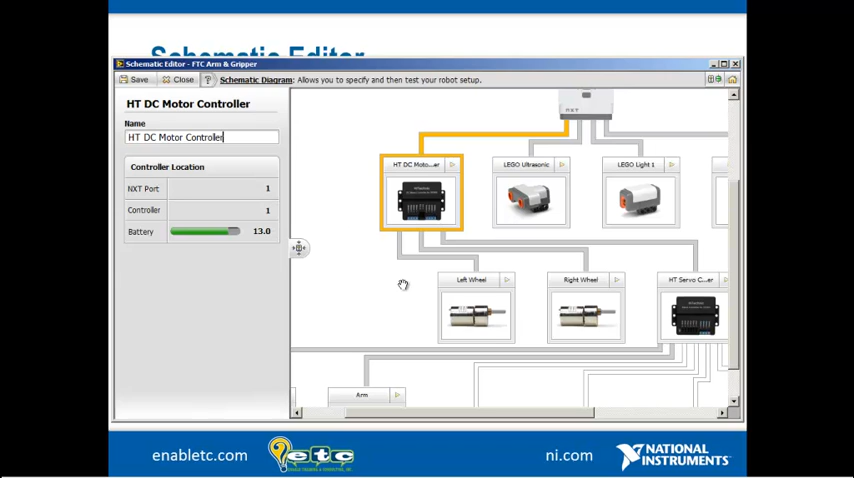 Schematic Editor
Schematic Editor - FTC Arm & Gripper
Save Close ? Schematic Diagram: Allows you to specify and then test your robot setup.
HT DC Motor Controller
Name
HT DC Motor Controller
Controller Location
NXT Port 1
Controller 1
Battery 13.0
NXT
HT DC Moto...er
LEGO Ultrasonic
LEGO Light 1
Left Wheel
Right Wheel
HT Servo C...er
Arm
enabletc.com
etc
ni.com
NATIONAL
INSTRUMENTS